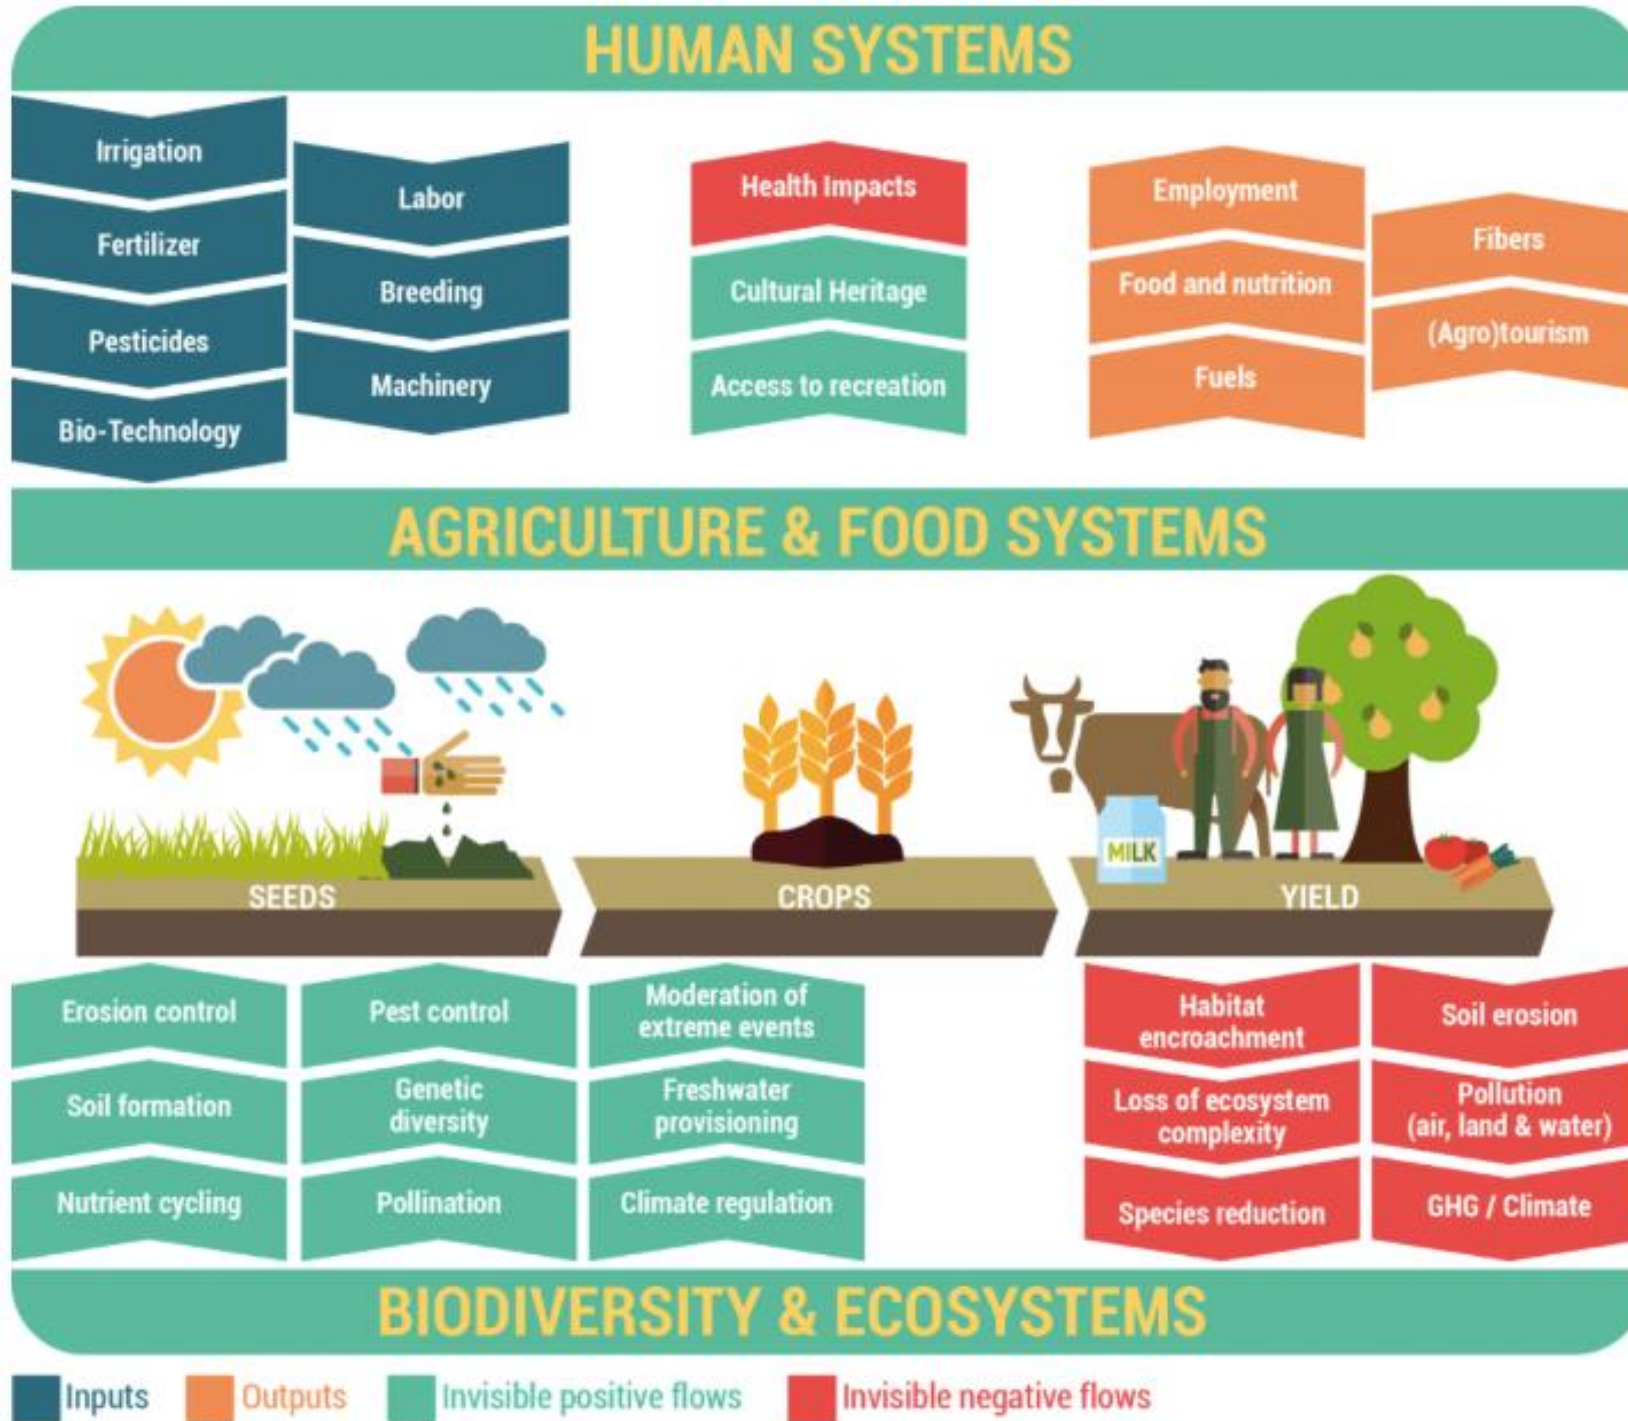 HUMAN SYSTEMS
Irrigation
Fertilizer
Pesticides
Bio-Technology
Labor
Breeding
Machinery
Health Impacts
Cultural Heritage
Access to recreation
Employment
Food and nutrition
Fuels
Fibers
(Agro)tourism
AGRICULTURE & FOOD SYSTEMS
MILK
SEEDS
CROPS
YIELD
Erosion control
Soil formation
Nutrient cycling
Pest control
Genetic
diversity
Pollination
Moderation of
extreme events
Freshwater
provisioning
Climate regulation
Habitat
encroachment
Loss of ecosystem
complexity
Species reduction
Soil erosion
Pollution
(air, land & water)
GHG / Climate
BIODIVERSITY & ECOSYSTEMS
Inputs
Outputs
Invisible positive flows
Invisible negative flows